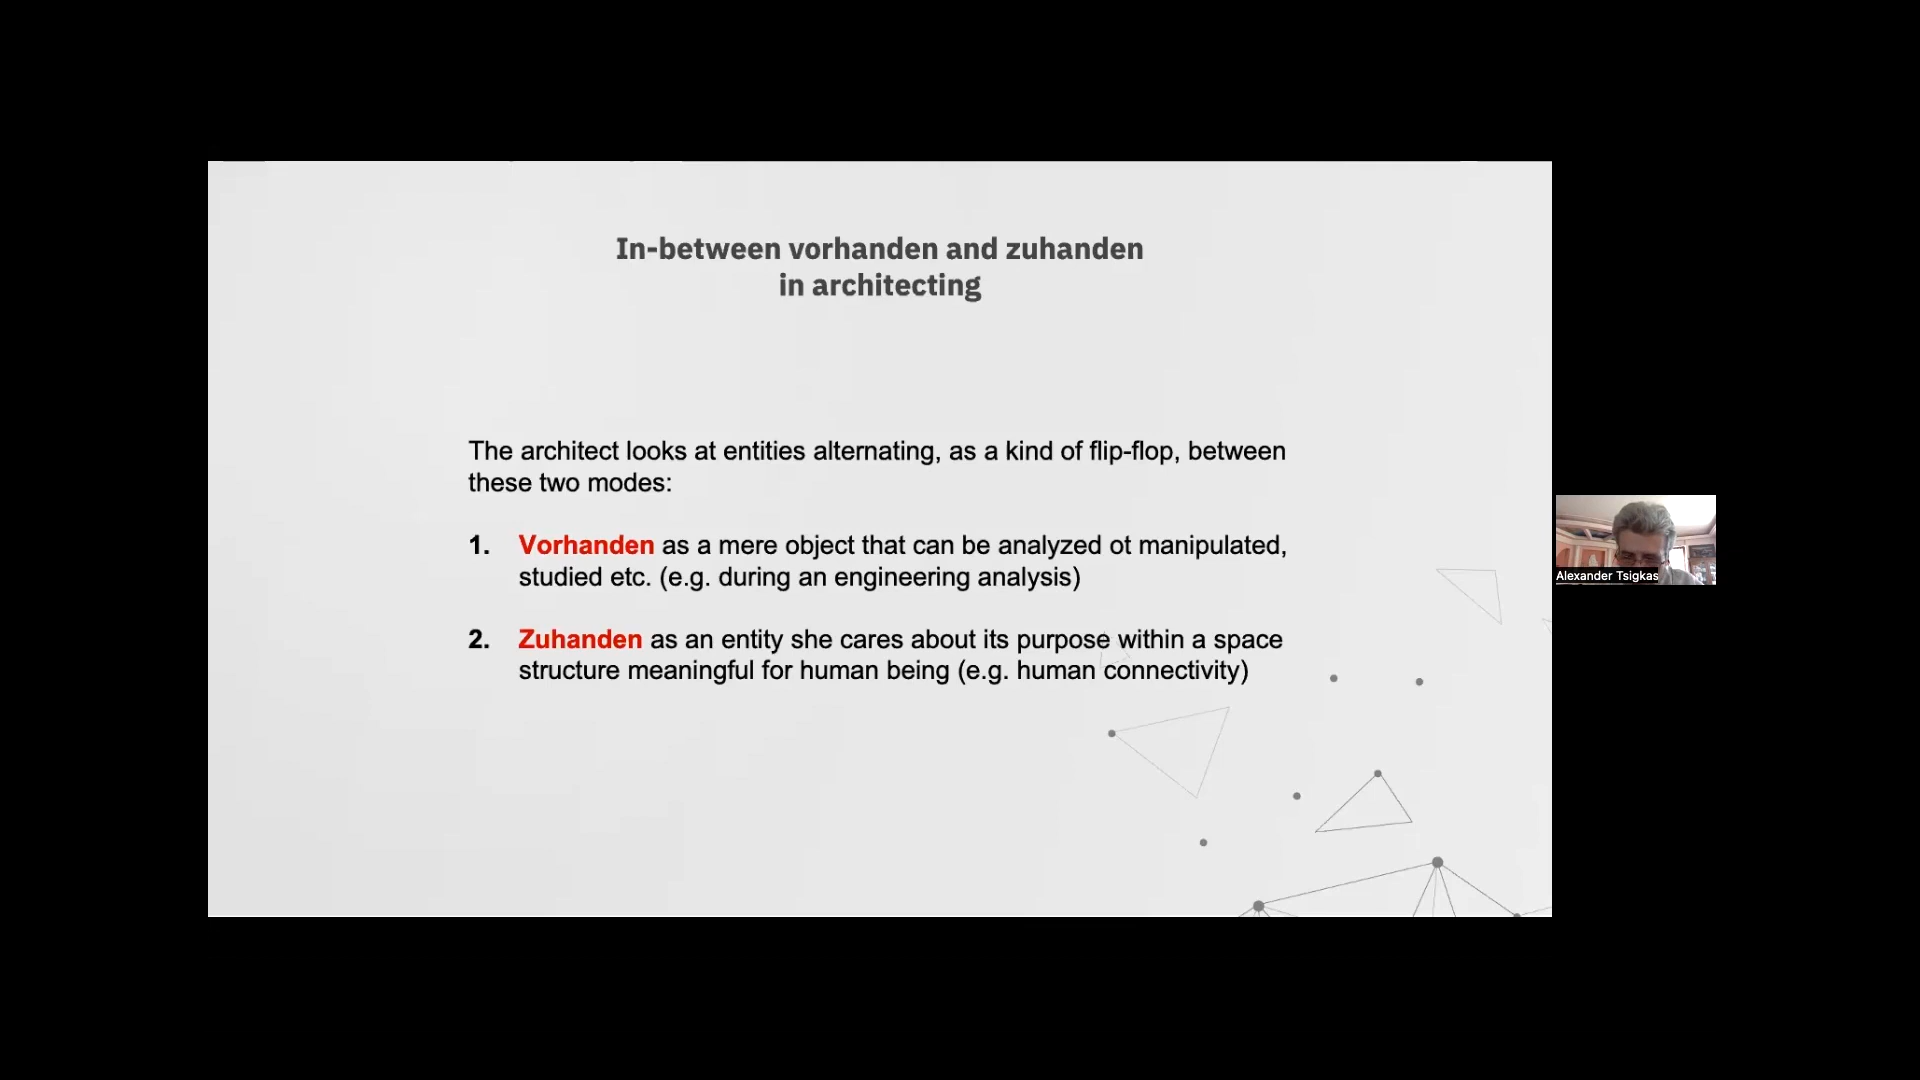 In-between vorhanden and zuhanden
in architecting
The architect looks at entities alternating, as a kind of flip-flop, between
these two modes:
1. Vorhanden as a mere object that can be analyzed ot manipulated,
studied etc. (e.g. during an engineering analysis)
2. Zuhanden as an entity she cares about its purpose within a space
structure meaningful for human being (e.g. human connectivity)
Alexander Tsigkas